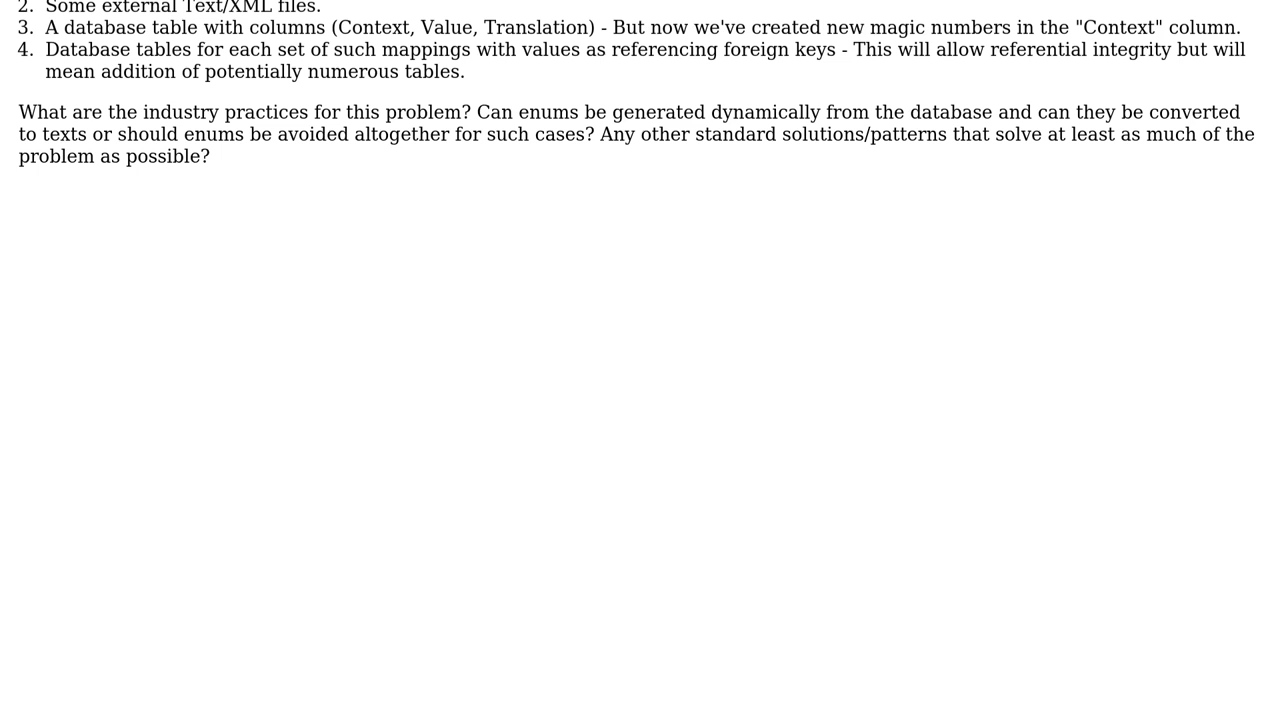 2. Some external Text/XML files.
3. A database table with columns (Context, Value, Translation) - But now we've created new magic numbers in the "Context" column.
4. Database tables for each set of such mappings with values as referencing foreign keys - This will allow referential integrity but will
mean addition of potentially numerous tables.
What are the industry practices for this problem? Can enums be generated dynamically from the database and can they be converted
to texts or should enums be avoided altogether for such cases? Any other standard solutions/patterns that solve at least as much of the
problem as possible?